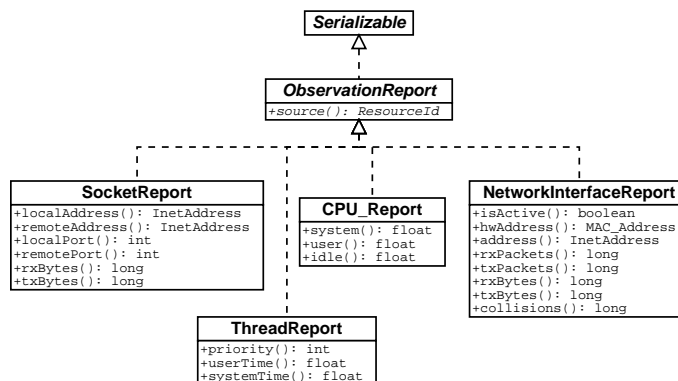 Serializable
ObservationReport
+source(): ResourceId
SocketReport
+localAddress(): InetAddress
+remoteAddress(): InetAddress
+localPort(): int
+remotePort(): int
+rxBytes(): long
+txBytes(): long
CPU_Report
+system(): float
+user(): float
+idle(): float
NetworkInterfaceReport
+isActive(): boolean
+hwAddress(): MAC_Address
+address(): InetAddress
+rxPackets(): long
+txPackets(): long
+rxBytes(): long
+txBytes(): long
+collisions(): long
ThreadReport
+priority(): int
+userTime(): float
+systemTime(): float